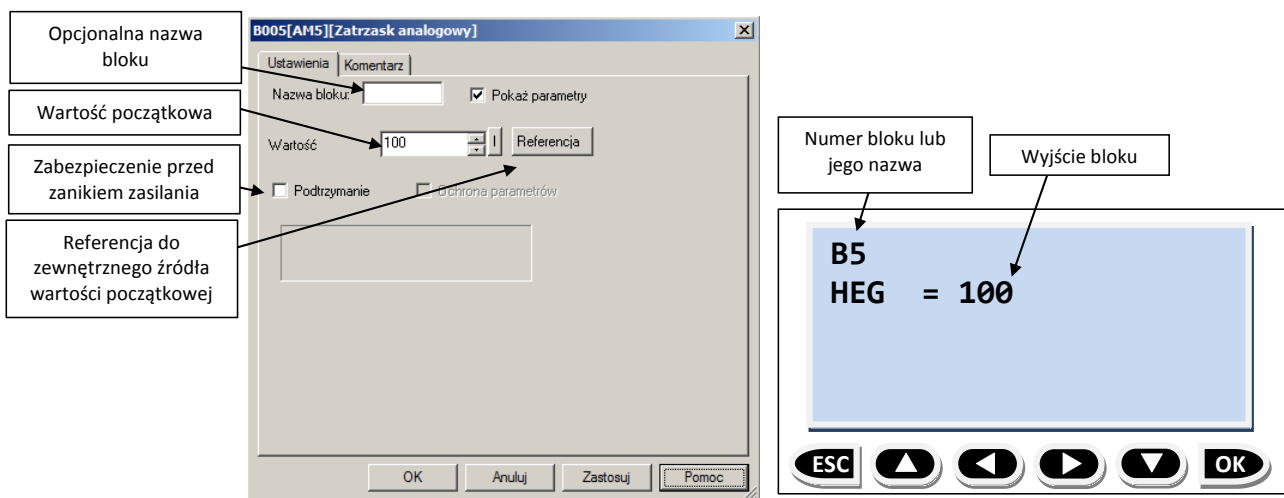 Opcjonalna nazwa
bloku
Wartość początkowa
Zabezpieczenie przed
zanikiem zasilania
Referencja do
zewnętrznego źródła
wartości początkowej
B005[AM5][Zatrzask analogowy]
Ustawienia
Komentarz
Nazwa bloku:
Pokaż parametry
Wartość
100
I
Referencja
Podtrzymanie
Ochrona parametrów
OK
Anuluj
Zastosuj
Pomoc
Numer bloku lub
jego nazwa
Wyjście bloku
B5
HEG = 100
ESC
OK